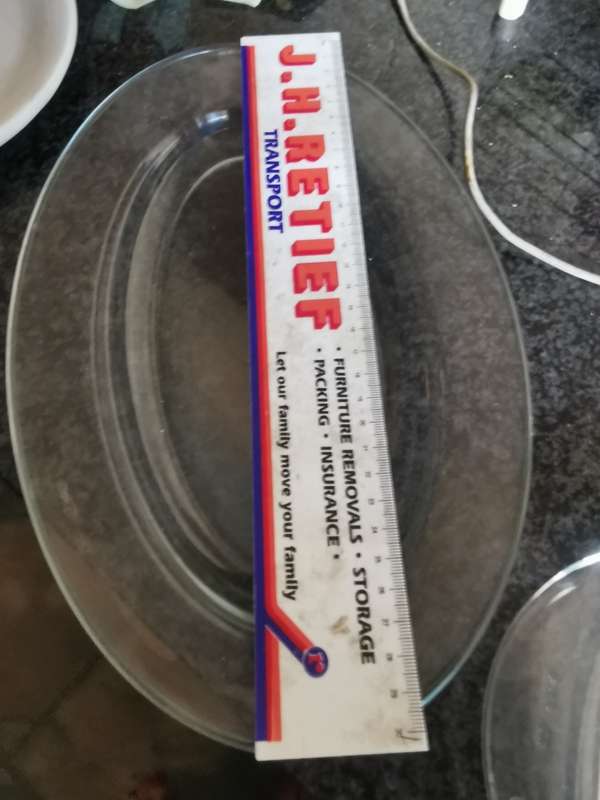 J.H.RETIEF
TRANSPORT
• FURNITURE REMOVALS • STORAGE
• PACKING • INSURANCE •
Let our family move your family